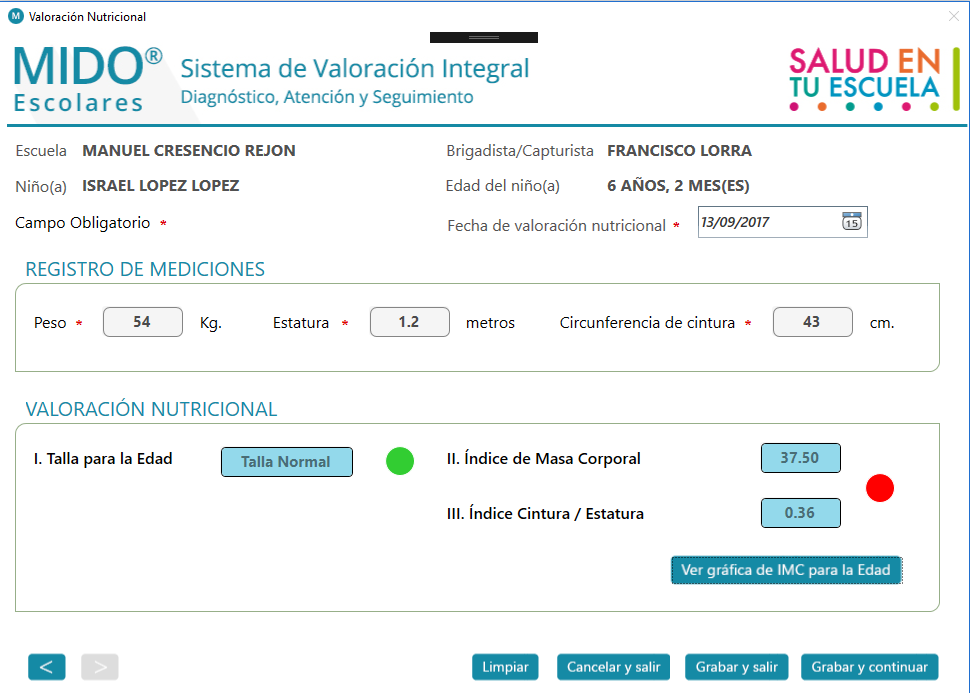 M Valoración Nutricional
MIDO®
Escolares
Sistema de Valoración Integral
Diagnóstico, Atención y Seguimiento
SALUD EN
TU ESCUELA
Escuela MANUEL CRESENCIO REJON
Brigadista/Capturista FRANCISCO LORRA
Niño(a) ISRAEL LOPEZ LOPEZ
Edad del niño(a) 6 AÑOS, 2 MES(ES)
Campo Obligatorio *
Fecha de valoración nutricional * 13/09/2017 15
REGISTRO DE MEDICIONES
Peso * 54 Kg. Estatura * 1.2 metros Circunferencia de cintura * 43 cm.
VALORACIÓN NUTRICIONAL
I. Talla para la Edad Talla Normal
II. Índice de Masa Corporal 37.50
III. Índice Cintura / Estatura 0.36
Ver gráfica de IMC para la Edad
< > Limpiar Cancelar y salir Grabar y salir Grabar y continuar